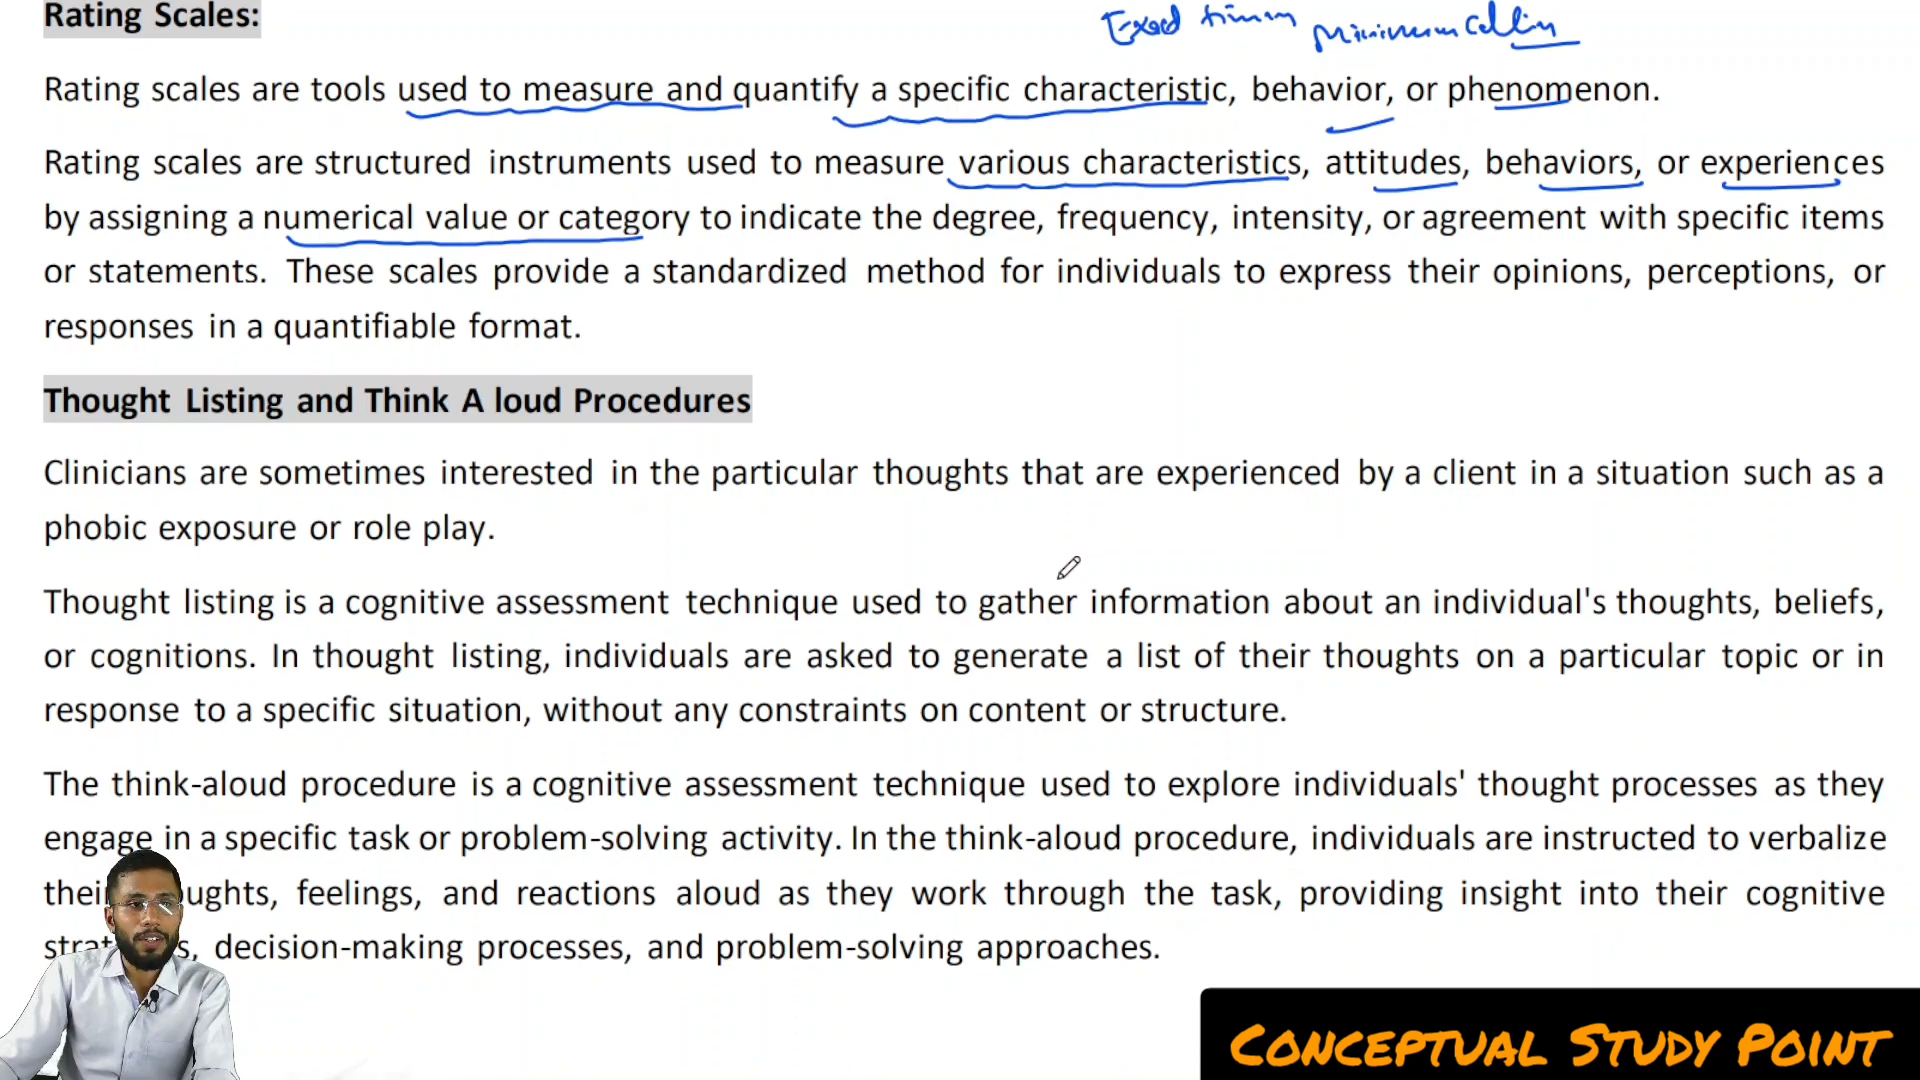 Rating Scales:
Rating scales are tools used to measure and quantify a specific characteristic, behavior, or phenomenon.
Rating scales are structured instruments used to measure various characteristics, attitudes, behaviors, or experiences
by assigning a numerical value or category to indicate the degree, frequency, intensity, or agreement with specific items
or statements. These scales provide a standardized method for individuals to express their opinions, perceptions, or
responses in a quantifiable format.
Thought Listing and Think A loud Procedures
Clinicians are sometimes interested in the particular thoughts that are experienced by a client in a situation such as a
phobic exposure or role play.
Thought listing is a cognitive assessment technique used to gather information about an individual's thoughts, beliefs,
or cognitions. In thought listing, individuals are asked to generate a list of their thoughts on a particular topic or in
response to a specific situation, without any constraints on content or structure.
The think-aloud procedure is a cognitive assessment technique used to explore individuals' thought processes as they
engage in a specific task or problem-solving activity. In the think-aloud procedure, individuals are instructed to verbalize
feelings, and reactions aloud as they work through the task, providing insight into their cognitive
decision-making processes, and problem-solving approaches.
CONCEPTUAL STUDY POINT